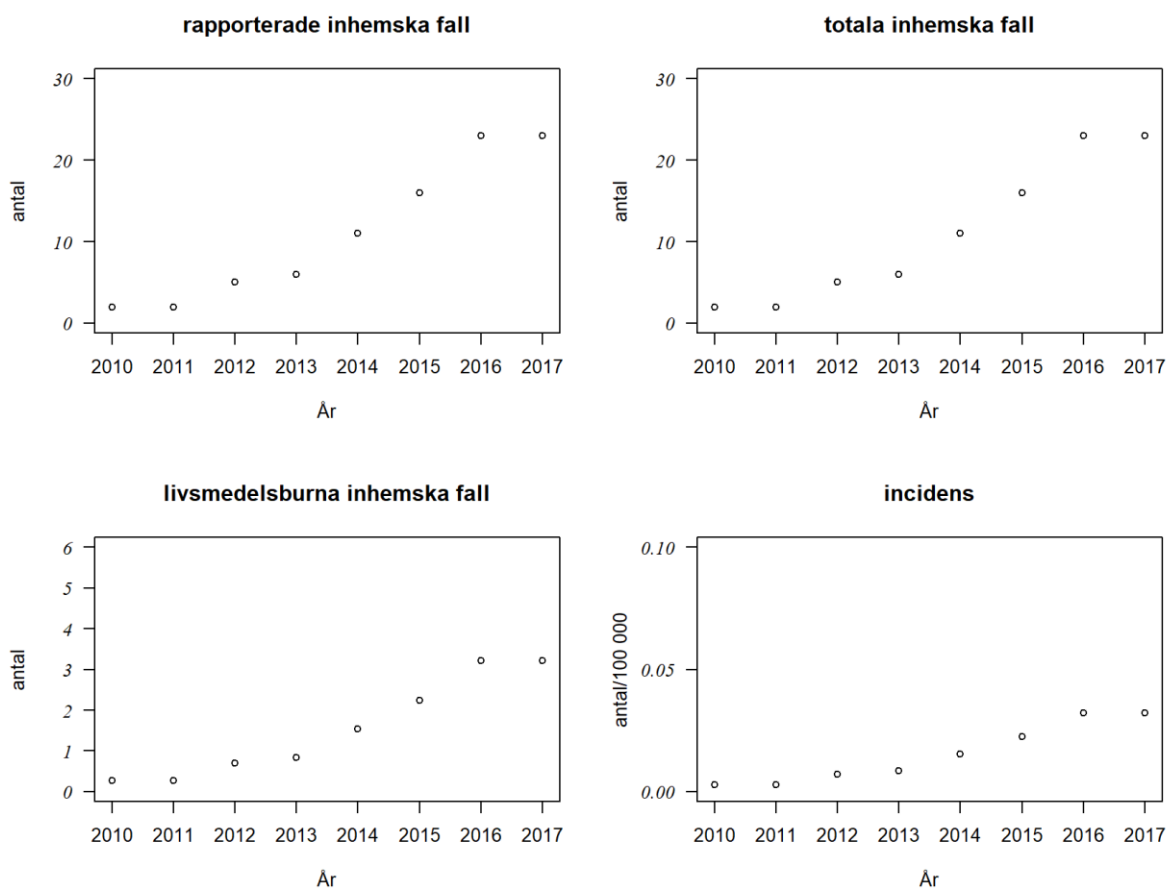 rapporterade inhemska fall
30
20
10
0
antal
2010 2011 2012 2013 2014 2015 2016 2017
År
totala inhemska fall
30
20
10
0
antal
2010 2011 2012 2013 2014 2015 2016 2017
År
livsmedelsburna inhemska fall
6
5
4
3
2
1
0
antal
2010 2011 2012 2013 2014 2015 2016 2017
År
incidens
0.10
0.05
0.00
antal/100 000
2010 2011 2012 2013 2014 2015 2016 2017
År